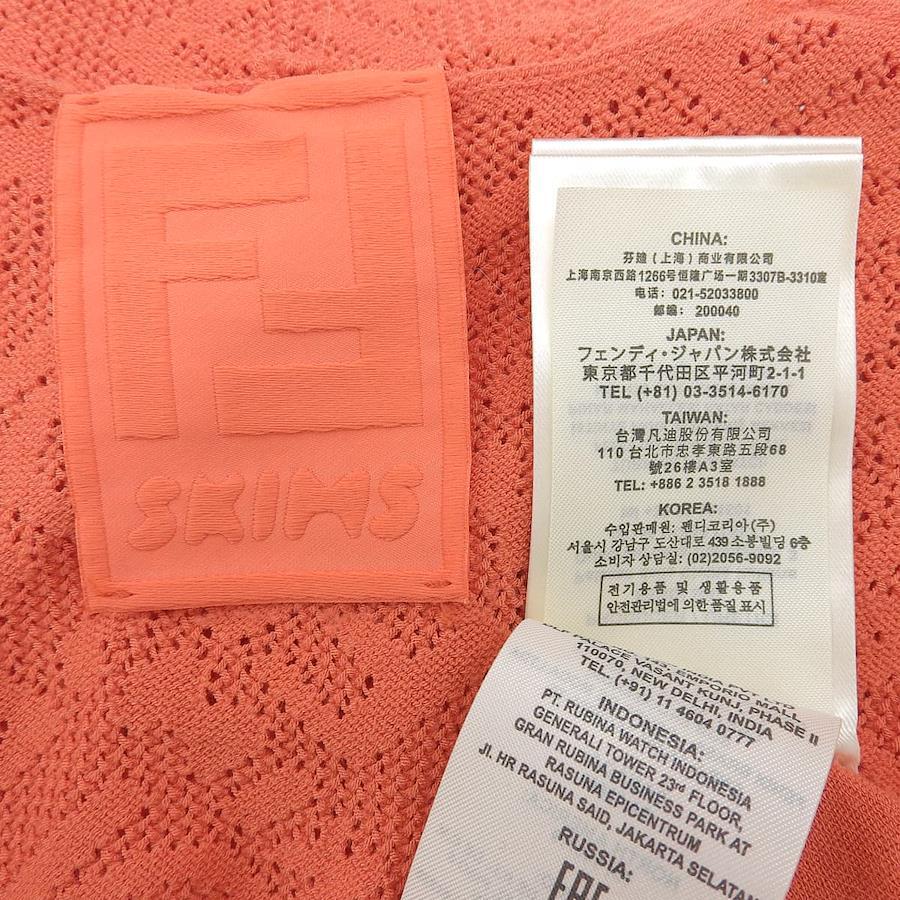 SKIMS
CHINA:
芬迪（上海）商业有限公司
上海南京西路1266号恒隆广场一期3307B-3310室
电话：021-52033800
邮编：200040
JAPAN:
フェンディ・ジャパン株式会社
東京都千代田区平河町2-1-1
TEL (+81) 03-3514-6170
TAIWAN:
台灣凡迪股份有限公司
110 台北市忠孝東路五段68
號26樓A3室
TEL: +886 2 3518 1888
KOREA:
수입판매원: 펜디코리아(주)
서울시 강남구 도산대로 439 소봉빌딩 6층
소비자 상담실: (02)2056-9092
전기용품 및 생활용품
안전관리법에 의한 품질 표시
PALACE 143, EMPORIO MALL
110070, VASANT KUNJ, PHASE II
NEW DELHI, INDIA
TEL. (+91) 11 4604 0777
INDONESIA:
PT. RUBINA WATCH INDONESIA
GENERALI TOWER 23rd FLOOR,
GRAN RUBINA BUSINESS PARK AT
RASUNA EPICENTRUM
JI. HR RASUNA SAID, JAKARTA SELATAN
RUSSIA:
EAC